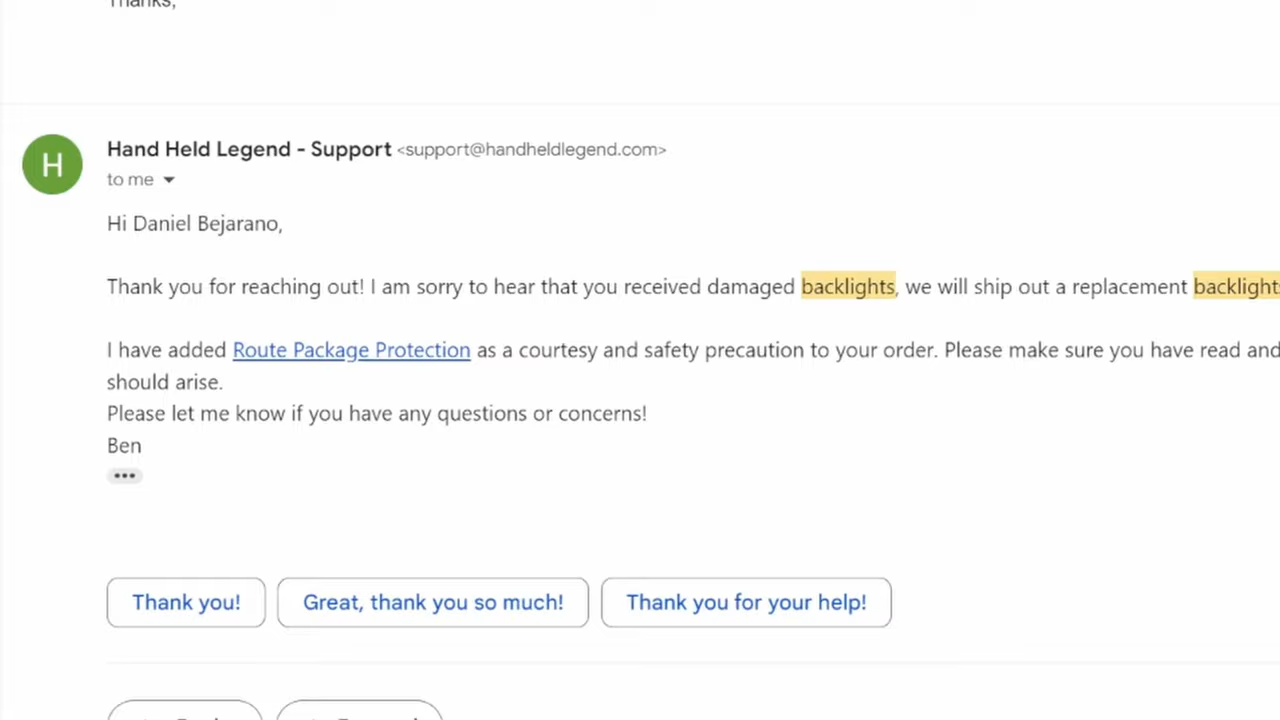 Thanks,
H
Hand Held Legend - Support <support@handheldlegend.com>
to me
Hi Daniel Bejarano,
Thank you for reaching out! I am sorry to hear that you received damaged backlights, we will ship out a replacement backlights
I have added Route Package Protection as a courtesy and safety precaution to your order. Please make sure you have read and
should arise.
Please let me know if you have any questions or concerns!
Ben
Thank you!
Great, thank you so much!
Thank you for your help!